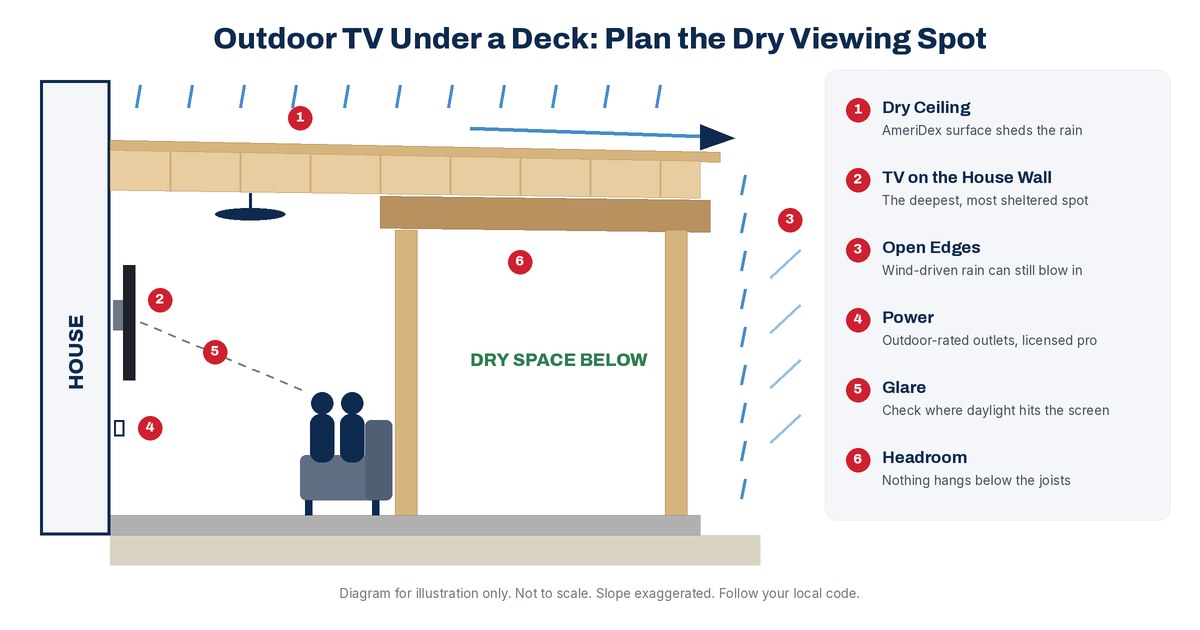 Outdoor TV Under a Deck: Plan the Dry Viewing Spot
1
3
6
2
5
4
HOUSE
DRY SPACE BELOW
1 Dry Ceiling
AmeriDex surface sheds the rain
2 TV on the House Wall
The deepest, most sheltered spot
3 Open Edges
Wind-driven rain can still blow in
4 Power
Outdoor-rated outlets, licensed pro
5 Glare
Check where daylight hits the screen
6 Headroom
Nothing hangs below the joists
Diagram for illustration only. Not to scale. Slope exaggerated. Follow your local code.